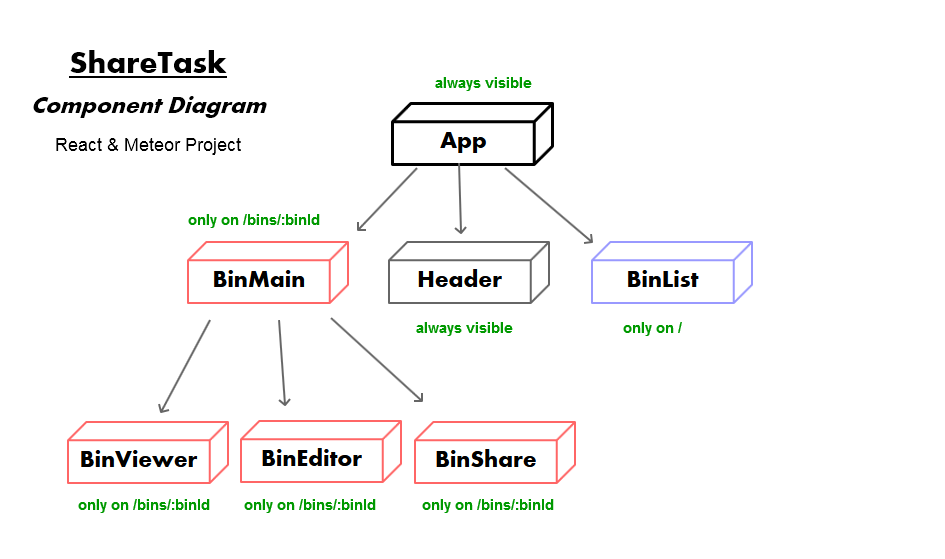 ShareTask
Component Diagram
React & Meteor Project
always visible
App
only on /bins/:binId
BinMain
Header
BinList
always visible
only on /
BinViewer
BinEditor
BinShare
only on /bins/:binId
only on /bins/:binId
only on /bins/:binId